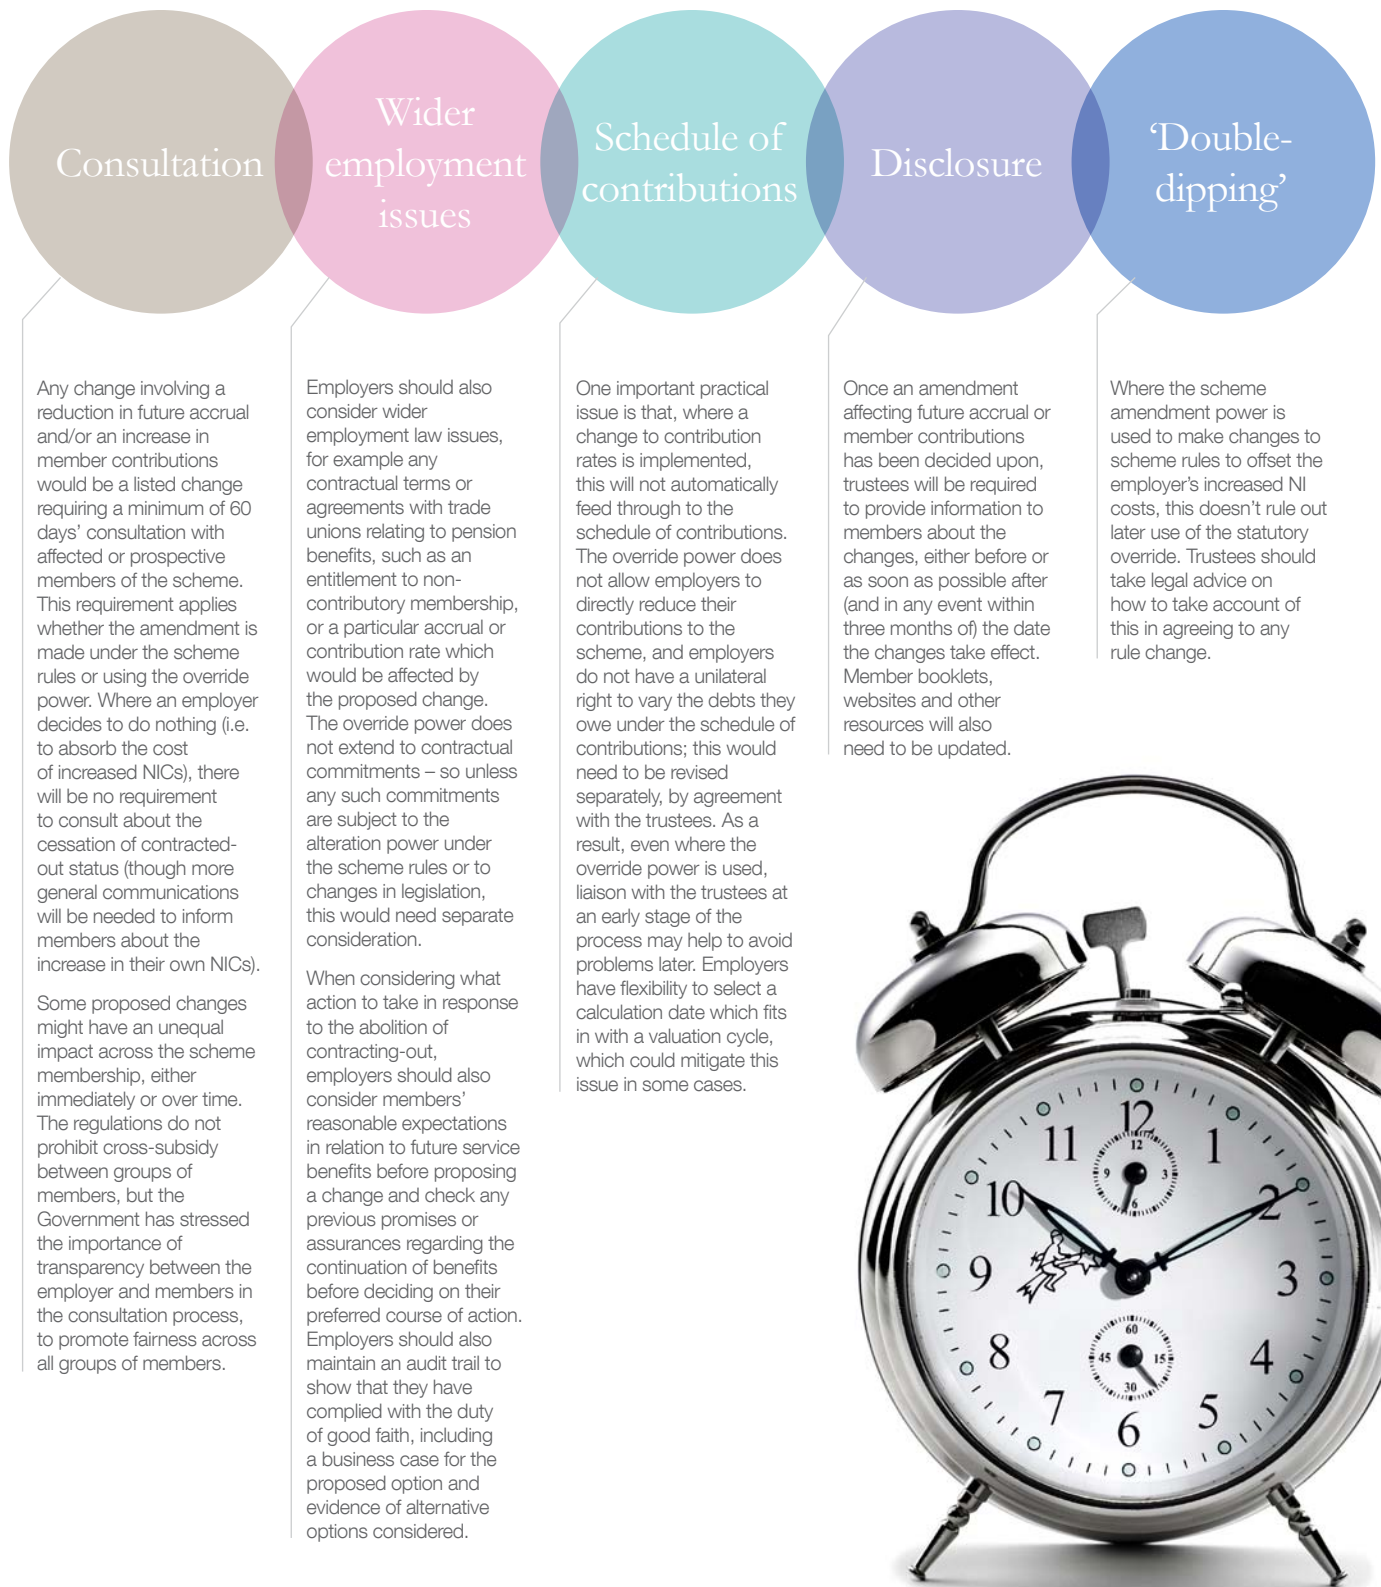 Consultation
Wider
employment
issues
Schedule of
contributions
Disclosure
‘Double-
dipping’
Any change involving a
reduction in future accrual
and/or an increase in
member contributions
would be a listed change
requiring a minimum of 60
days’ consultation with
affected or prospective
members of the scheme.
This requirement applies
whether the amendment is
made under the scheme
rules or using the override
power. Where an employer
decides to do nothing (i.e.
to absorb the cost
of increased NICs), there
will be no requirement
to consult about the
cessation of contracted-
out status (though more
general communications
will be needed to inform
members about the
increase in their own NICs).
Some proposed changes
might have an unequal
impact across the scheme
membership, either
immediately or over time.
The regulations do not
prohibit cross-subsidy
between groups of
members, but the
Government has stressed
the importance of
transparency between the
employer and members in
the consultation process,
to promote fairness across
all groups of members.
Employers should also
consider wider
employment law issues,
for example any
contractual terms or
agreements with trade
unions relating to pension
benefits, such as an
entitlement to non-
contributory membership,
or a particular accrual or
contribution rate which
would be affected by
the proposed change.
The override power does
not extend to contractual
commitments – so unless
any such commitments
are subject to the
alteration power under
the scheme rules or to
changes in legislation,
this would need separate
consideration.
When considering what
action to take in response
to the abolition of
contracting-out,
employers should also
consider members’
reasonable expectations
in relation to future service
benefits before proposing
a change and check any
previous promises or
assurances regarding the
continuation of benefits
before deciding on their
preferred course of action.
Employers should also
maintain an audit trail to
show that they have
complied with the duty
of good faith, including
a business case for the
proposed option and
evidence of alternative
options considered.
One important practical
issue is that, where a
change to contribution
rates is implemented,
this will not automatically
feed through to the
schedule of contributions.
The override power does
not allow employers to
directly reduce their
contributions to the
scheme, and employers
do not have a unilateral
right to vary the debts they
owe under the schedule of
contributions; this would
need to be revised
separately, by agreement
with the trustees. As a
result, even where the
override power is used,
liaison with the trustees at
an early stage of the
process may help to avoid
problems later. Employers
have flexibility to select a
calculation date which fits
in with a valuation cycle,
which could mitigate this
issue in some cases.
Once an amendment
affecting future accrual or
member contributions
has been decided upon,
trustees will be required
to provide information to
members about the
changes, either before or
as soon as possible after
(and in any event within
three months of) the date
the changes take effect.
Member booklets,
websites and other
resources will also
need to be updated.
Where the scheme
amendment power is
used to make changes to
scheme rules to offset the
employer’s increased NI
costs, this doesn’t rule out
later use of the statutory
override. Trustees should
take legal advice on
how to take account of
this in agreeing to any
rule change.
12
11 1
12
9 3
6
10 2
9 3
8 4
60
45 15
30
7 5
6